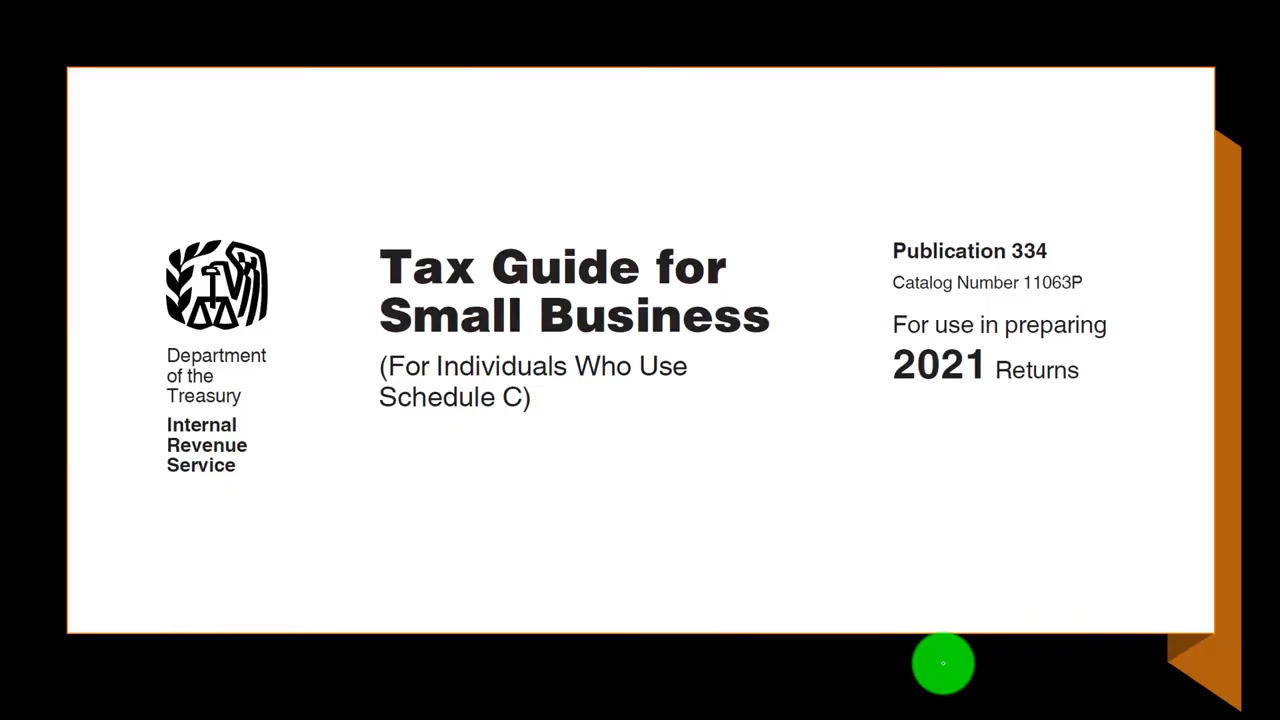 Department
of the
Treasury
Internal
Revenue
Service
Tax Guide for
Small Business
(For Individuals Who Use
Schedule C)
Publication 334
Catalog Number 11063P
For use in preparing
2021 Returns